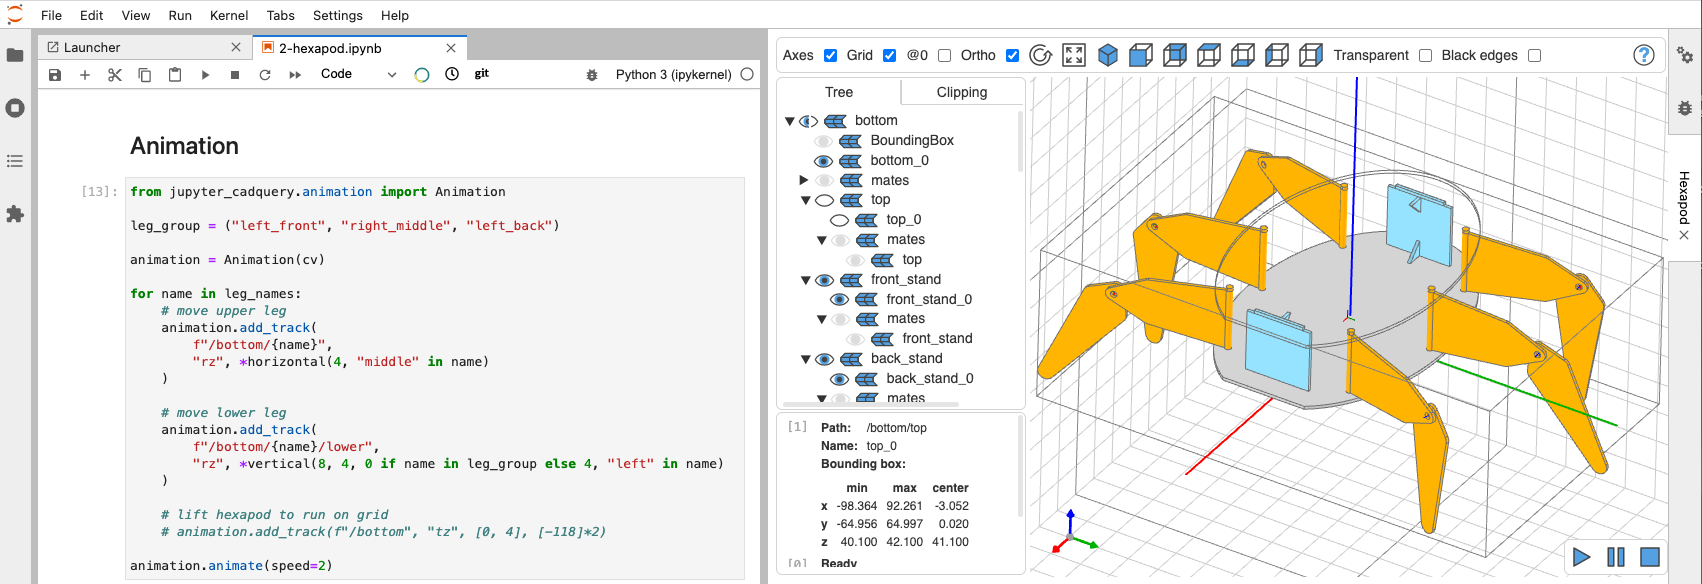 File Edit View Run Kernel Tabs Settings Help
Launcher
2-hexapod.ipynb
Code
git
Python 3 (ipykernel)
Animation
[13]:
from jupyter_cadquery.animation import Animation
leg_group = ("left_front", "right_middle", "left_back")
animation = Animation(cv)
for name in leg_names:
# move upper leg
animation.add_track(
f"/bottom/{name}",
"rz", *horizontal(4, "middle" in name)
)
# move lower leg
animation.add_track(
f"/bottom/{name}/lower",
"rz", *vertical(8, 4, 0 if name in leg_group else 4, "left" in name)
)
# lift hexapod to run on grid
# animation.add_track(f"/bottom", "tz", [0, 4], [-118]*2)
animation.animate(speed=2)
Axes Grid @0 Ortho Transparent Black edges ?
Tree Clipping
bottom
BoundingBox
bottom_0
mates
top
top_0
mates
top
front_stand
front_stand_0
mates
front_stand
back_stand
back_stand_0
mates
[1] Path: /bottom/top
Name: top_0
Bounding box:
min max center
x -98.364 92.261 -3.052
y -64.956 64.997 0.020
z 40.100 42.100 41.100
[0] Ready
Hexapod